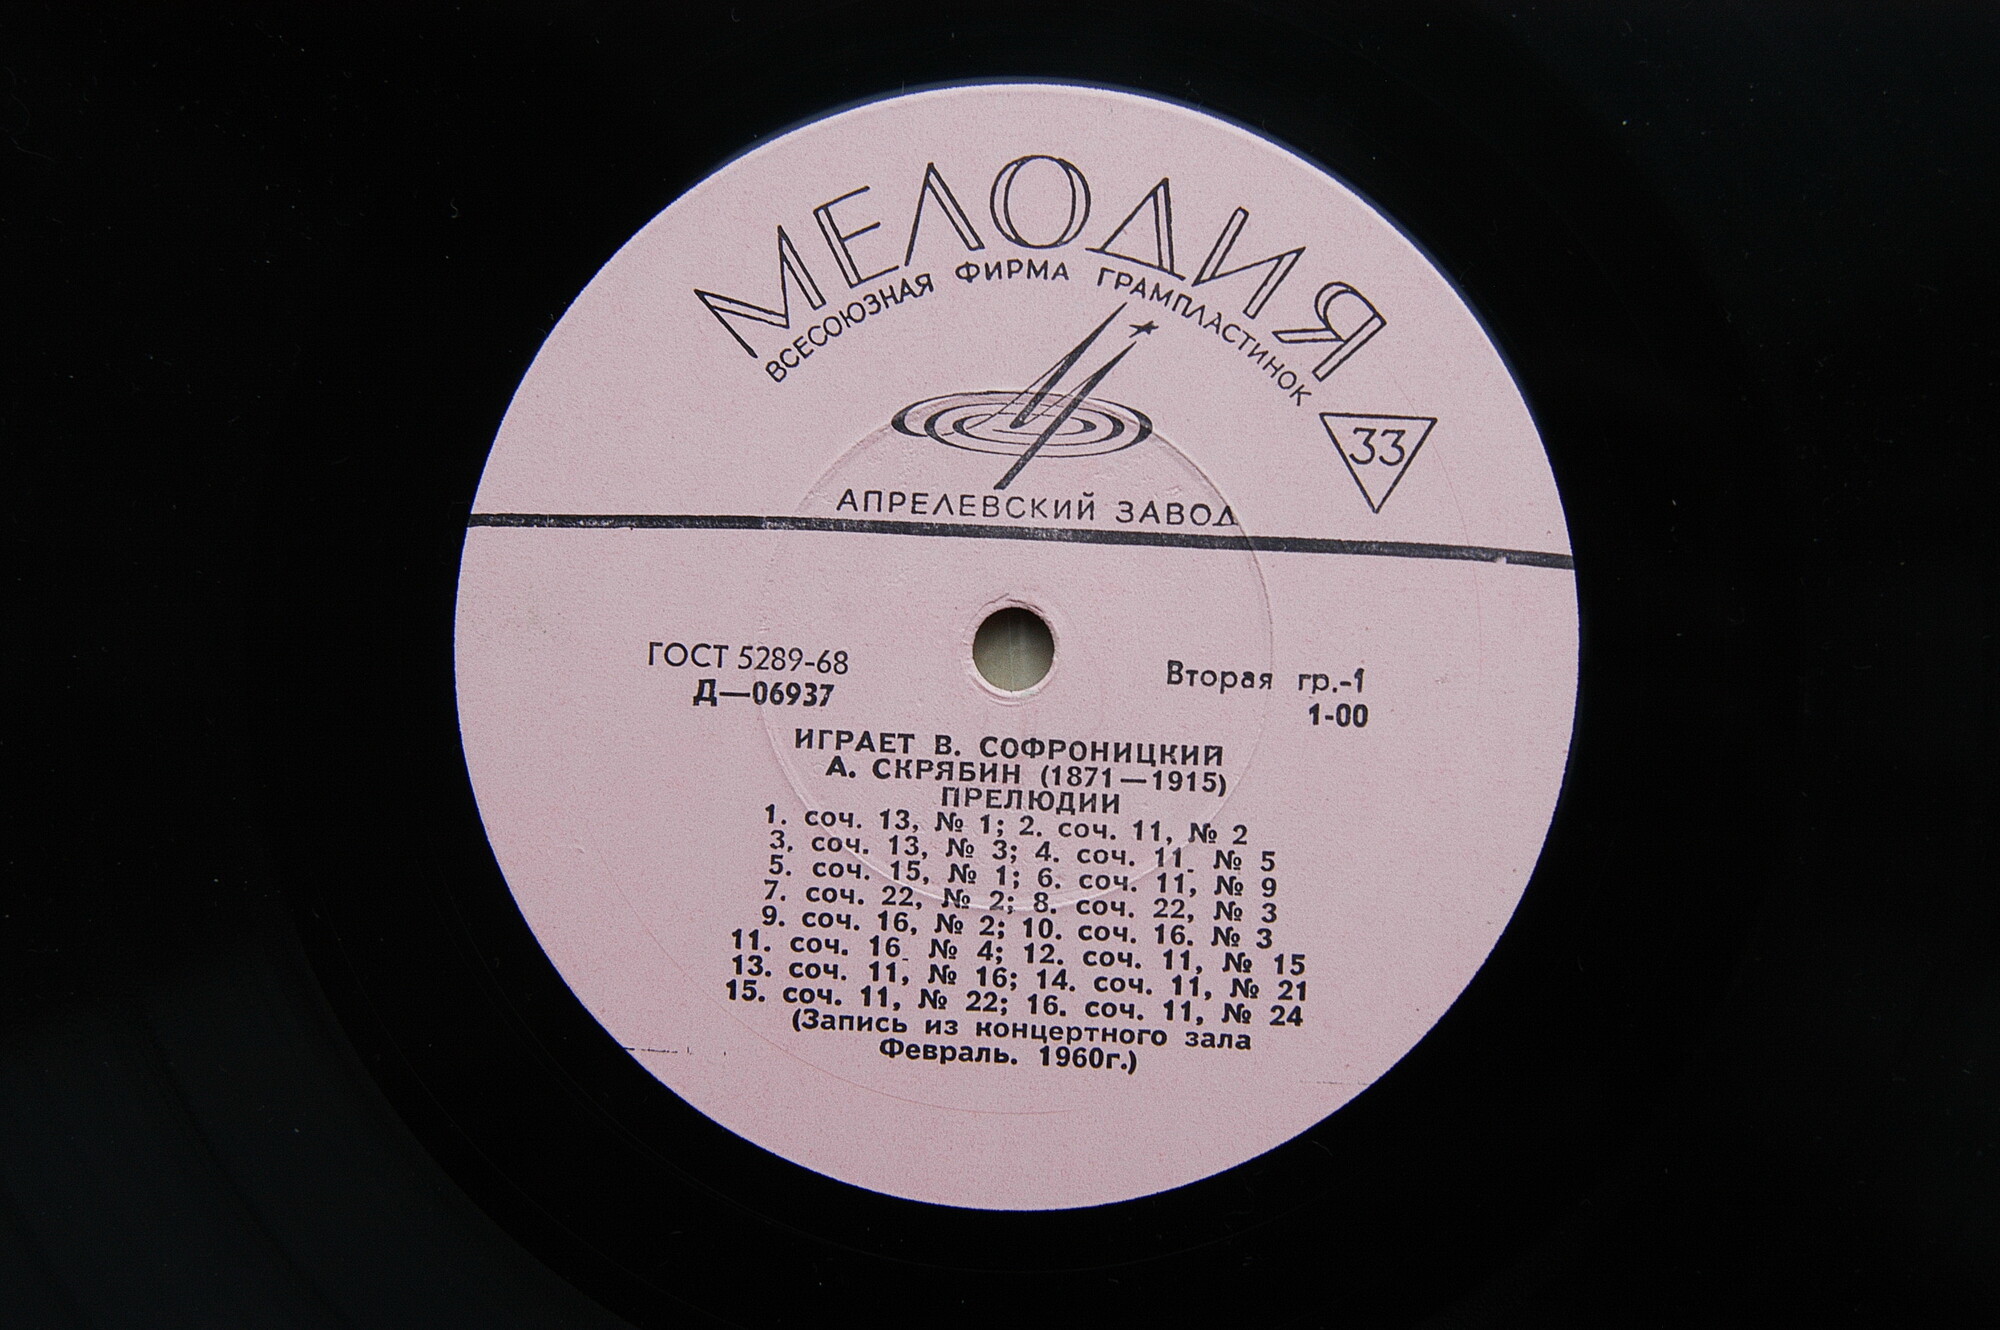 МЕЛОДИЯ
ВСЕСОЮЗНАЯ ФИРМА ГРАМПЛАСТИНОК
33
АПРЕЛЕВСКИЙ ЗАВОД
ГОСТ 5289-68
Д—06937
Вторая гр.-1
1-00
ИГРАЕТ В. СОФРОНИЦКИЙ
А. СКРЯБИН (1871—1915)
ПРЕЛЮДИИ
1. соч. 13, № 1; 2. соч. 11, № 2
3. соч. 13, № 3; 4. соч. 11, № 5
5. соч. 15, № 1; 6. соч. 11, № 9
7. соч. 22, № 2; 8. соч. 22, № 3
9. соч. 16, № 2; 10. соч. 16. № 3
11. соч. 16, № 4; 12. соч. 11, № 15
13. соч. 11, № 16; 14. соч. 11, № 21
15. соч. 11, № 22; 16. соч. 11, № 24
(Запись из концертного зала
Февраль. 1960г.)